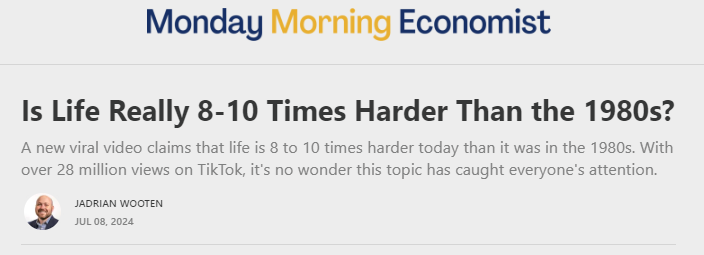 Monday Morning Economist
Is Life Really 8-10 Times Harder Than the 1980s?
A new viral video claims that life is 8 to 10 times harder today than it was in the 1980s. With
over 28 million views on TikTok, it's no wonder this topic has caught everyone's attention.
JADRIAN WOOTEN
JUL 08, 2024